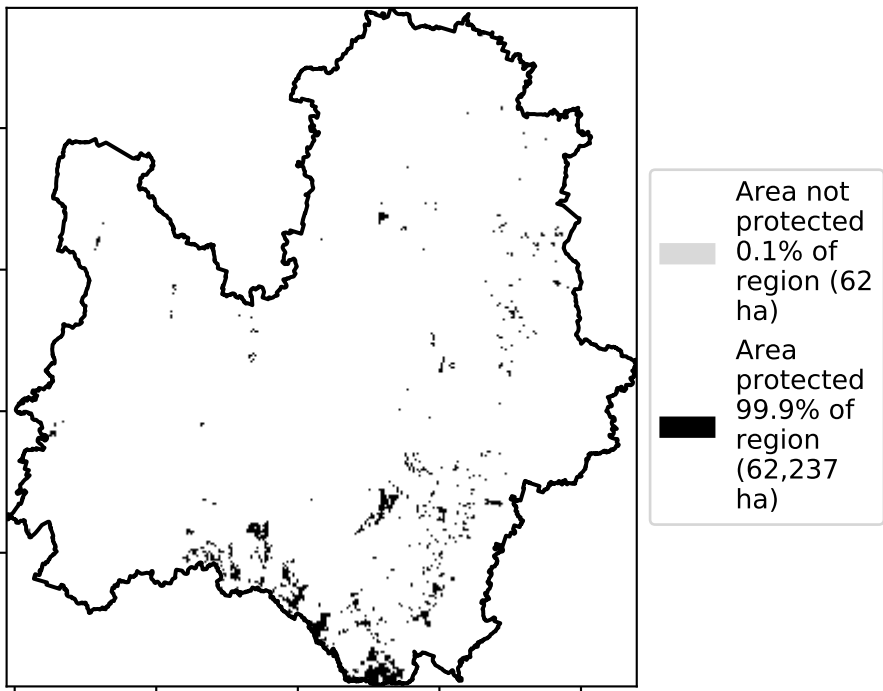 Area not
protected
0.1% of
region (62
ha)
Area
protected
99.9% of
region
(62,237
ha)